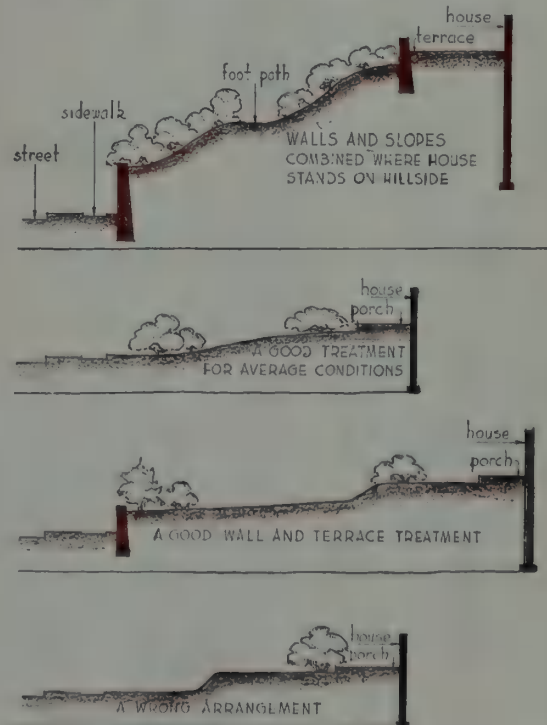 house
terrace
foot path
sidewalk
street
WALLS AND SLOPES
COMBINED WHERE HOUSE
STANDS ON HILLSIDE
house
porch
A GOOD TREATMENT
FOR AVERAGE CONDITIONS
house
porch
A GOOD WALL AND TERRACE TREATMENT
house
porch
A WRONG ARRANGEMENT